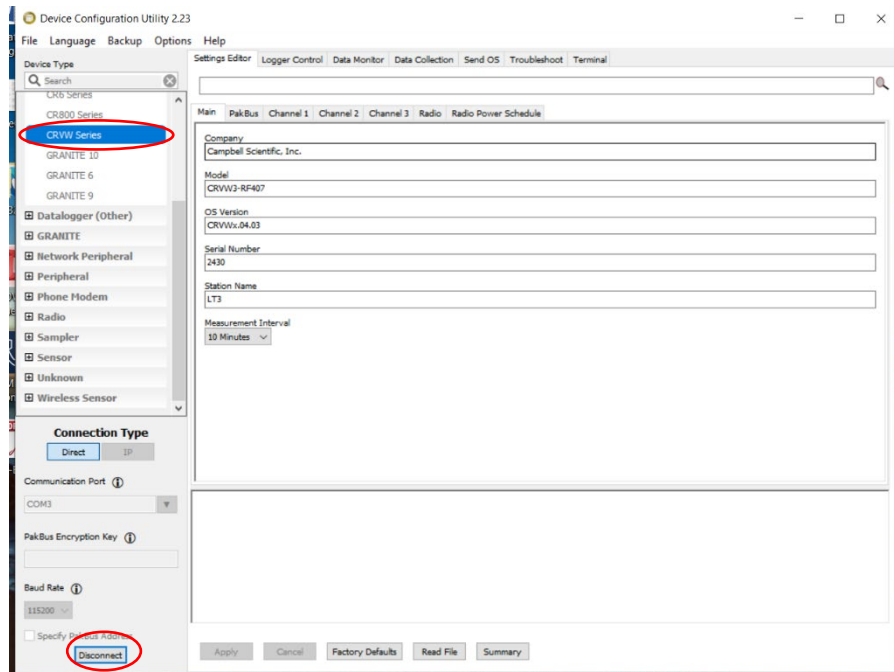 Device Configuration Utility 2.23
File Language Backup Options Help
Device Type
Search
CR6 Series
CR800 Series
CRVW Series
GRANITE 10
GRANITE 6
GRANITE 9
Datalogger (Other)
GRANITE
Network Peripheral
Peripheral
Phone Modem
Radio
Sampler
Sensor
Unknown
Wireless Sensor
Connection Type
Direct IP
Communication Port
COM3
PakBus Encryption Key
Baud Rate
115200
Specify PakBus Address
Disconnect
Settings Editor Logger Control Data Monitor Data Collection Send OS Troubleshoot Terminal
Main PakBus Channel 1 Channel 2 Channel 3 Radio Radio Power Schedule
Company
Campbell Scientific, Inc.
Model
CRVW3-RF407
OS Version
CRVWx.04.03
Serial Number
2430
Station Name
LT3
Measurement Interval
10 Minutes
Apply Cancel Factory Defaults Read File Summary